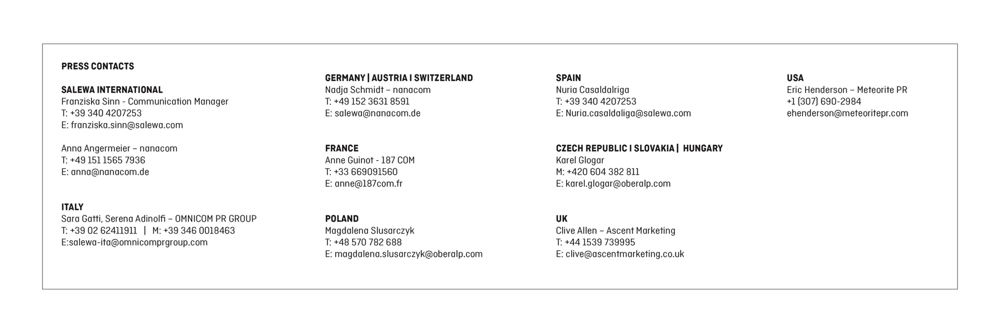 PRESS CONTACTS
SALEWA INTERNATIONAL
Franziska Sinn - Communication Manager
T: +39 340 4207253
E: franziska.sinn@salewa.com
Anna Angermeier – nanacom
T: +49 151 1565 7936
E: anna@nanacom.de
ITALY
Sara Gatti, Serena Adinolfi – OMNICOM PR GROUP
T: +39 02 62411911 | M: +39 346 0018463
E:salewa-ita@omnicomprgroup.com
GERMANY | AUSTRIA I SWITZERLAND
Nadja Schmidt – nanacom
T: +49 152 3631 8591
E: salewa@nanacom.de
FRANCE
Anne Guinot - 187 COM
T: +33 669091560
E: anne@187com.fr
POLAND
Magdalena Slusarczyk
T: +48 570 782 688
E: magdalena.slusarczyk@oberalp.com
SPAIN
Nuria Casaldalriga
T: +39 340 4207253
E: Nuria.casaldaliga@salewa.com
CZECH REPUBLIC I SLOVAKIA | HUNGARY
Karel Glogar
M: +420 604 382 811
E: karel.glogar@oberalp.com
UK
Clive Allen – Ascent Marketing
T: +44 1539 739995
E: clive@ascentmarketing.co.uk
USA
Eric Henderson – Meteorite PR
+1 (307) 690-2984
ehenderson@meteoritepr.com